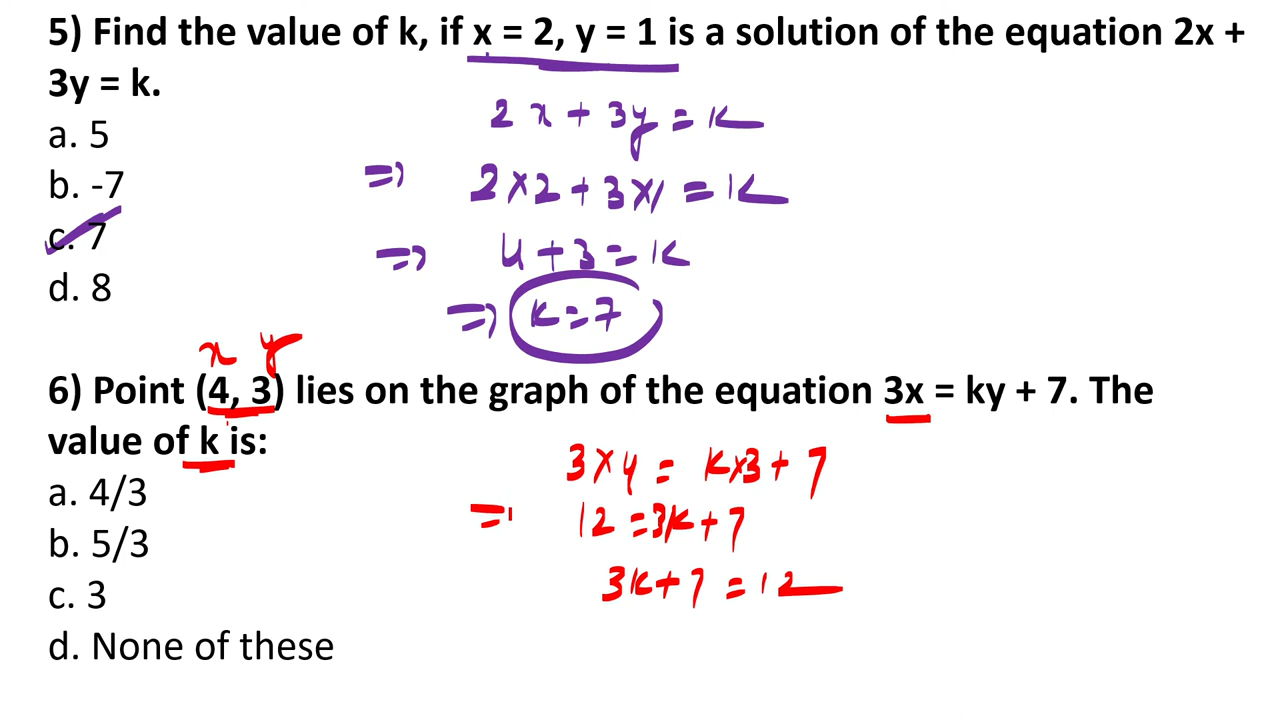 5) Find the value of k, if x = 2, y = 1 is a solution of the equation 2x +
3y = k.
2x + 3y = k
a. 5
b. -7
⇒ 2×2 + 3×1 = k
c. 7
⇒ 4 + 3 = k
d. 8
⇒ k = 7
x y
6) Point (4, 3) lies on the graph of the equation 3x = ky + 7. The
value of k is:
3×4 = k×3 + 7
a. 4/3
⇒ 12 = 3k + 7
b. 5/3
3k + 7 = 12
c. 3
d. None of these